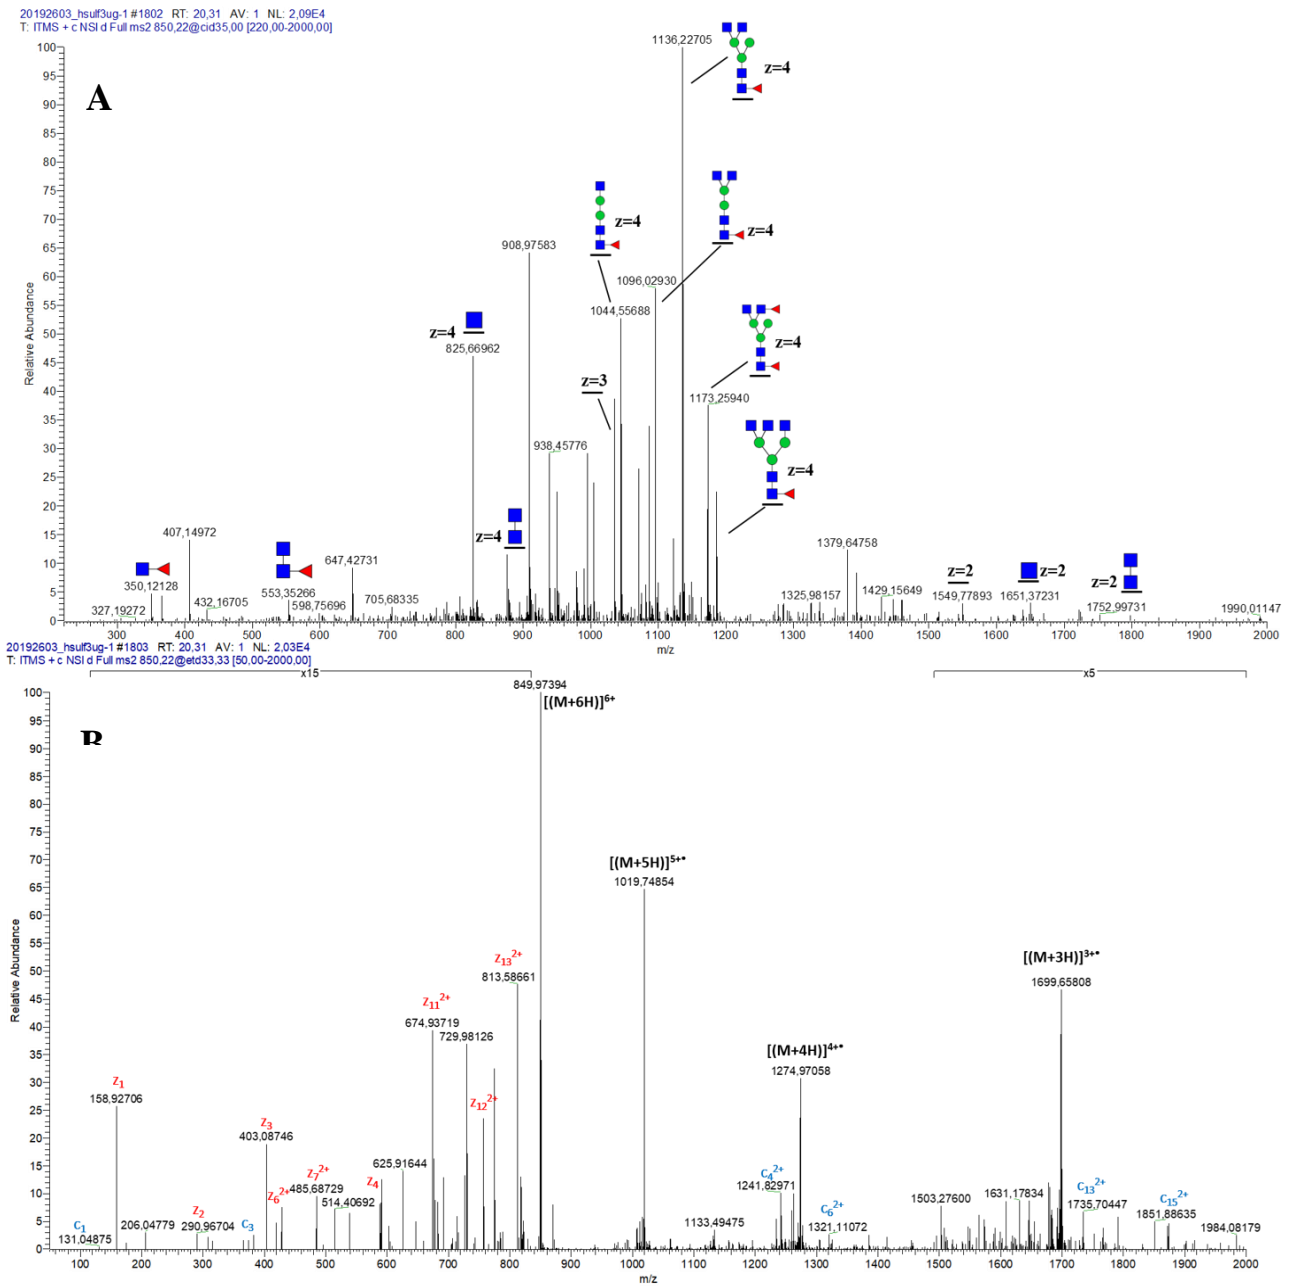 20192603_hsulf3ug-1 #1802 RT: 20,31 AV: 1 NL: 2,09E4
T: ITMS + c NSI d Full ms2 850,22@cid35,00 [220,00-2000,00]
A
Relative Abundance
100
95
90
85
80
75
70
65
60
55
50
45
40
35
30
25
20
15
10
5
0
1136,22705
z=4
z=4
908,97583
z=4
1096,02930
1044,55688
z=4
825,66962
z=4
z=3
1173,25940
938,45776
z=4
z=4
407,14972
647,42731
1379,64758
350,12128
553,35266
z=2
z=2
z=2
327,19272
432,16705
598,75696
705,68335
1325,98157
1429,15649
1549,77893
1651,37231
1752,99731
1990,01147
300
400
500
600
700
800
900
1000
1100
1200
1300
1400
1500
1600
1700
1800
1900
2000
m/z
20192603_hsulf3ug-1 #1803 RT: 20,31 AV: 1 NL: 2,03E4
T: ITMS + c NSI d Full ms2 850,22@etd33,33 [50,00-2000,00]
x15
x5
B
Relative Abundance
100
95
90
85
80
75
70
65
60
55
50
45
40
35
30
25
20
15
10
5
0
849,97394
[(M+6H)]6+
[(M+5H)]5+•
1019,74854
[(M+3H)]3+•
1699,65808
[(M+4H)]4+•
1274,97058
Z13 2+
813,58661
Z11 2+
674,93719
729,98126
Z12 2+
Z1
158,92706
Z3
403,08746
625,91644
Z4
Z7 2+
485,68729
Z6 2+
514,40692
C4 2+
1241,82971
C6 2+
1321,11072
1503,27600
1631,17834
C13 2+
1735,70447
C15 2+
1851,88635
1984,08179
1133,49475
C1
131,04875
206,04779
Z2
290,96704
C3
100
200
300
400
500
600
700
800
900
1000
1100
1200
1300
1400
1500
1600
1700
1800
1900
2000
m/z